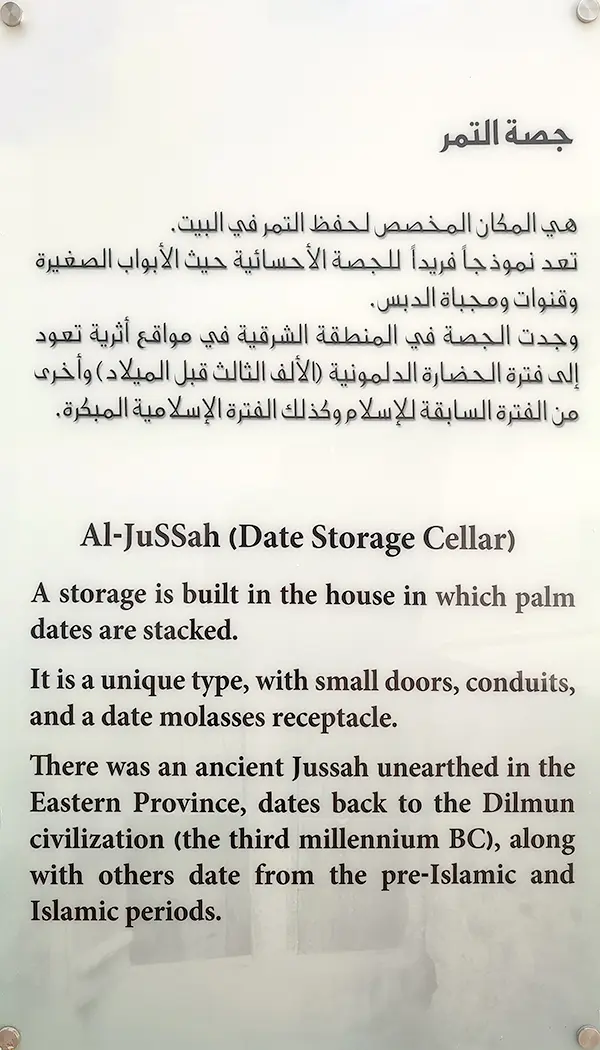 جصة التمر
هي المكان المخصص لحفظ التمر في البيت.
تعد نموذجاً فريداً للجصة الأحسائية حيث الأبواب الصغيرة
وقنوات ومجباة الدبس.
وجدت الجصة في المنطقة الشرقية في مواقع أثرية تعود
إلى فترة الحضارة الدلمونية (الألف الثالث قبل الميلاد) وأخرى
من الفترة السابقة للإسلام وكذلك الفترة الإسلامية المبكرة.
Al-JuSSah (Date Storage Cellar)
A storage is built in the house in which palm
dates are stacked.
It is a unique type, with small doors, conduits,
and a date molasses receptacle.
There was an ancient Jussah unearthed in the
Eastern Province, dates back to the Dilmun
civilization (the third millennium BC), along
with others date from the pre-Islamic and
Islamic periods.